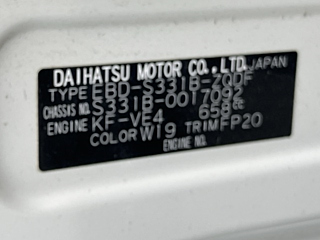 DAIHATSU MOTOR CO., LTD. JAPAN
TYPE EBD-S331B-ZQDF
CHASSIS NO. S331B-0017092
ENGINE KF-VE4 658cc
COLOR W19 TRIM FP20
ENGINE NO.